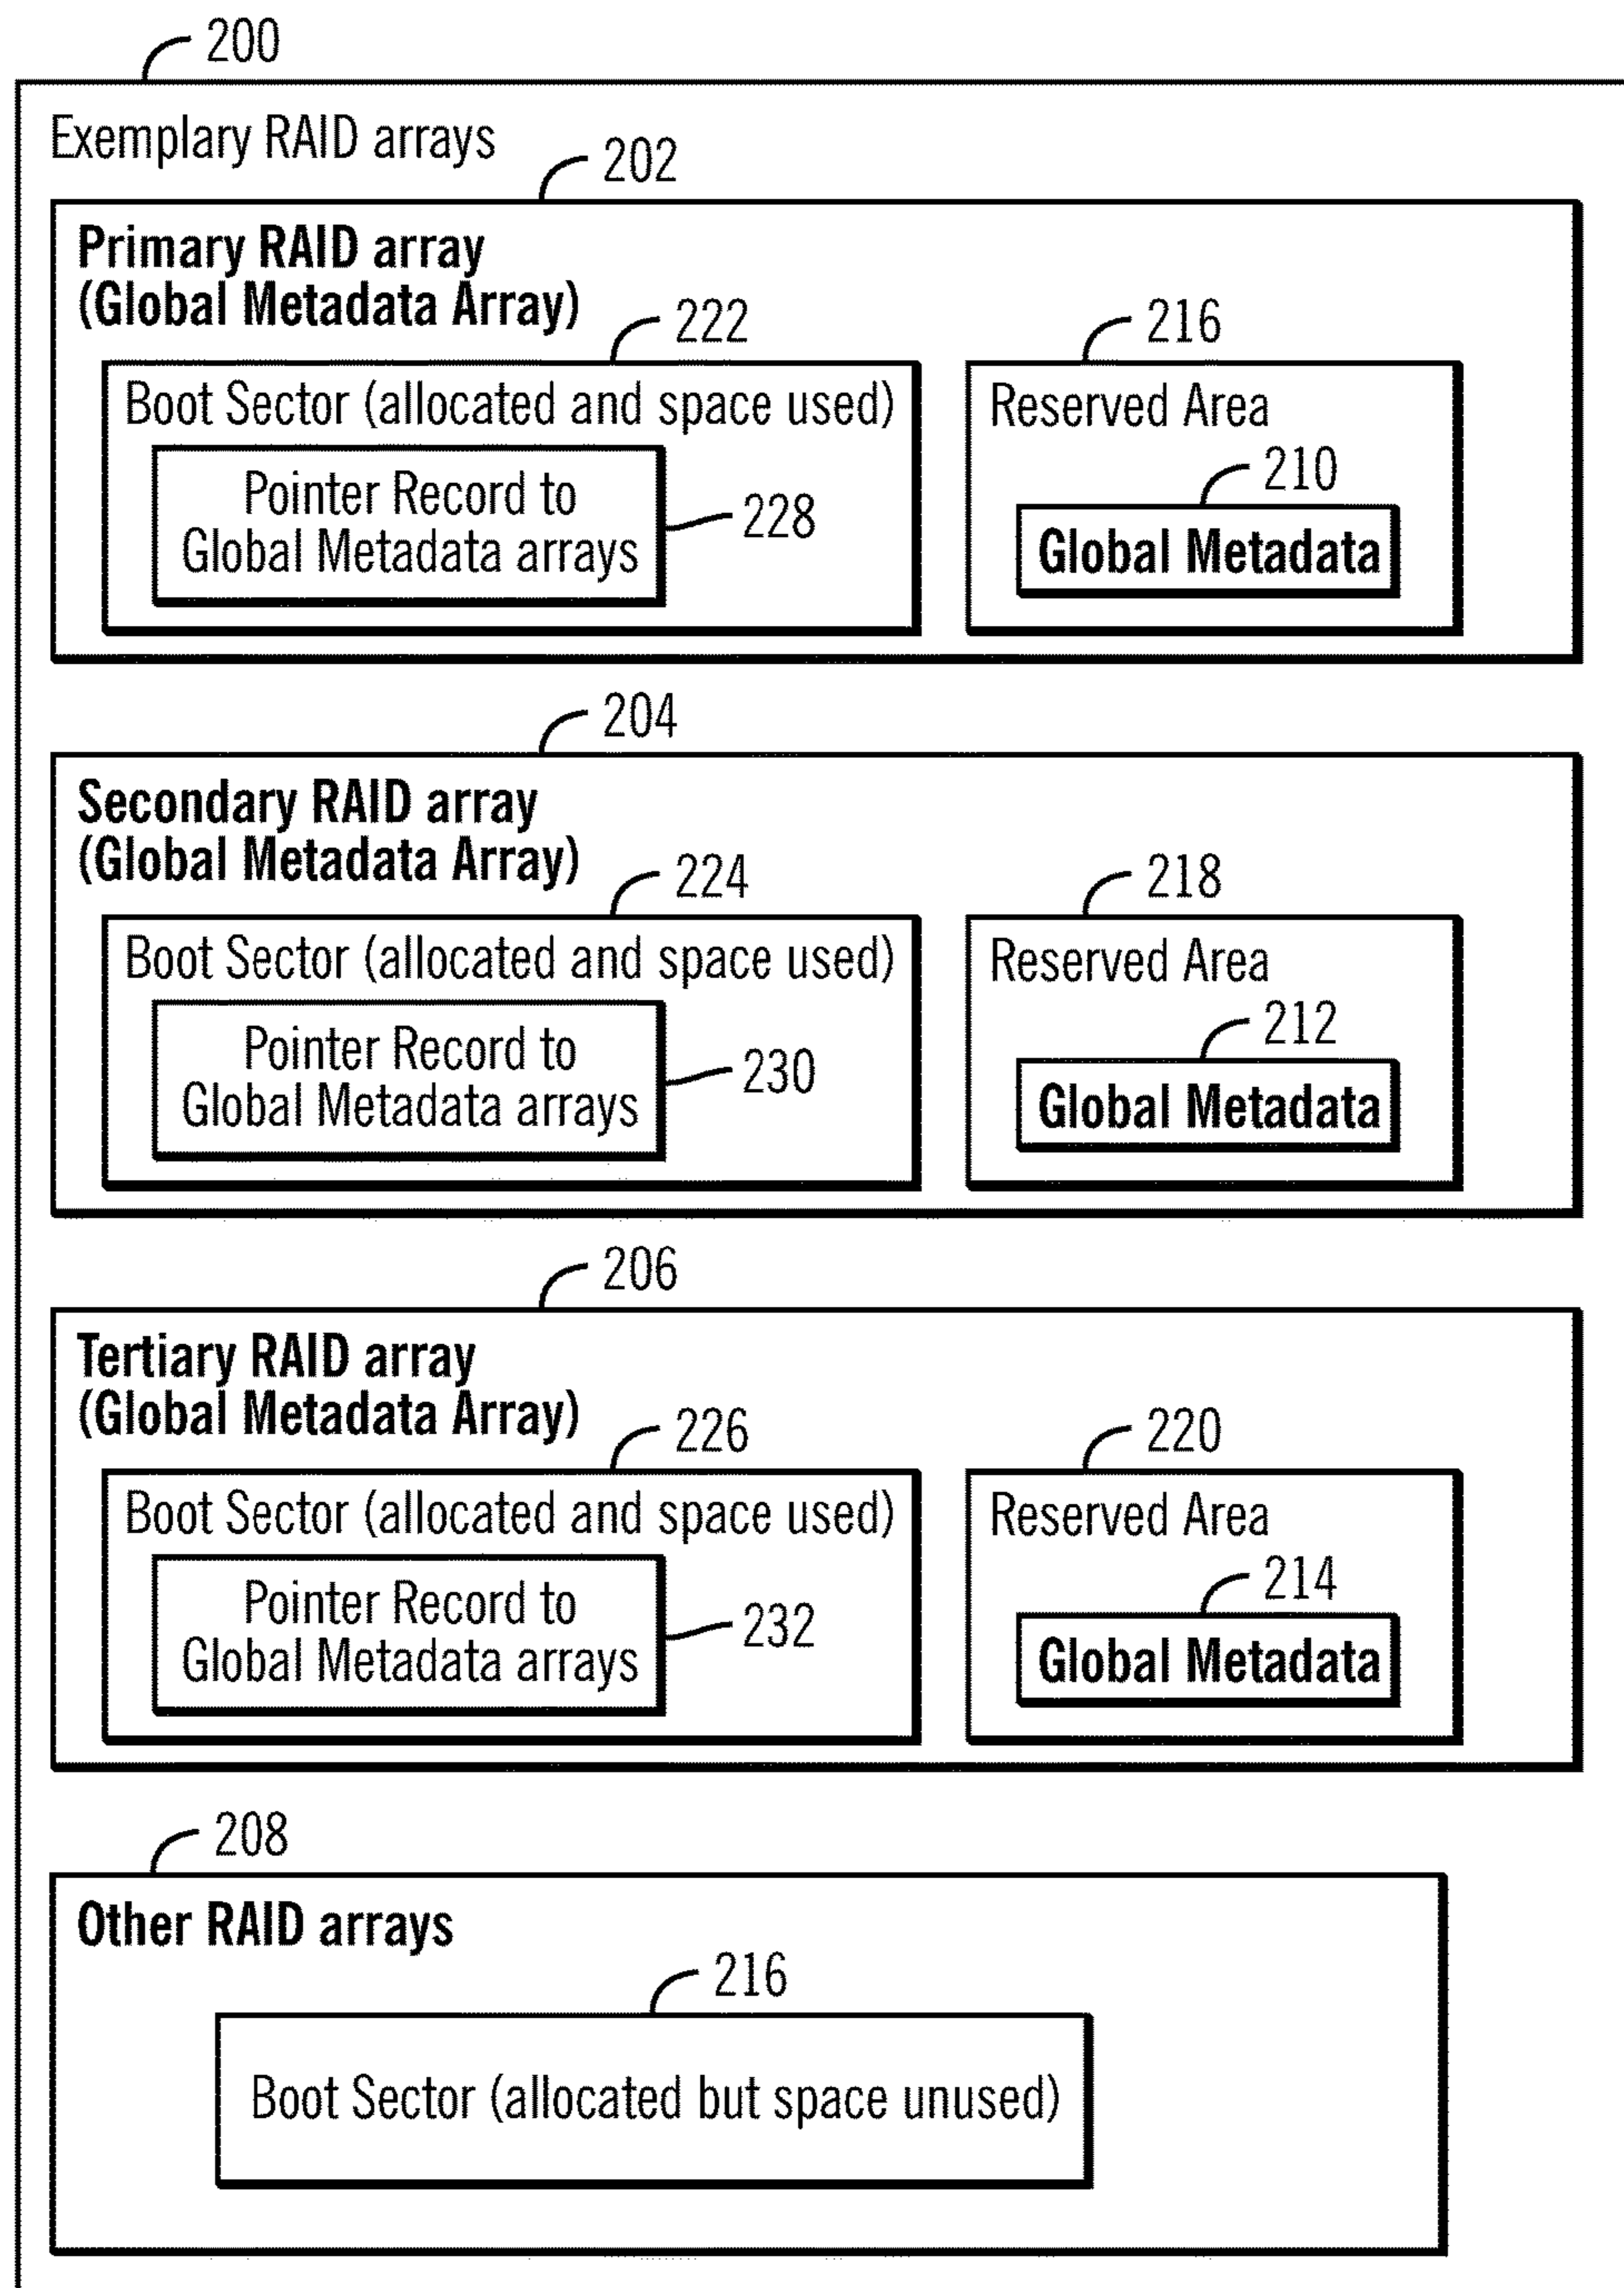 200
Exemplary RAID arrays
202
Primary RAID array
(Global Metadata Array)
222
216
Boot Sector (allocated and space used)
Reserved Area
Pointer Record to
Global Metadata arrays
228
210
Global Metadata
204
Secondary RAID array
(Global Metadata Array)
224
218
Boot Sector (allocated and space used)
Reserved Area
Pointer Record to
Global Metadata arrays
230
212
Global Metadata
206
Tertiary RAID array
(Global Metadata Array)
226
220
Boot Sector (allocated and space used)
Reserved Area
Pointer Record to
Global Metadata arrays
232
214
Global Metadata
208
Other RAID arrays
216
Boot Sector (allocated but space unused)